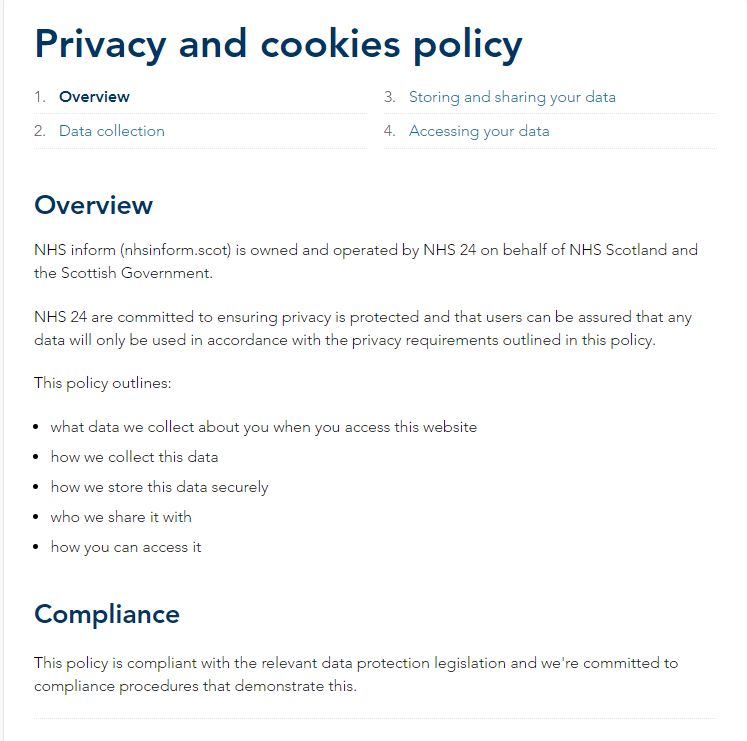 Privacy and cookies policy
1. Overview
2. Data collection
3. Storing and sharing your data
4. Accessing your data
Overview
NHS inform (nhsinform.scot) is owned and operated by NHS 24 on behalf of NHS Scotland and
the Scottish Government.
NHS 24 are committed to ensuring privacy is protected and that users can be assured that any
data will only be used in accordance with the privacy requirements outlined in this policy.
This policy outlines:
• what data we collect about you when you access this website
• how we collect this data
• how we store this data securely
• who we share it with
• how you can access it
Compliance
This policy is compliant with the relevant data protection legislation and we're committed to
compliance procedures that demonstrate this.